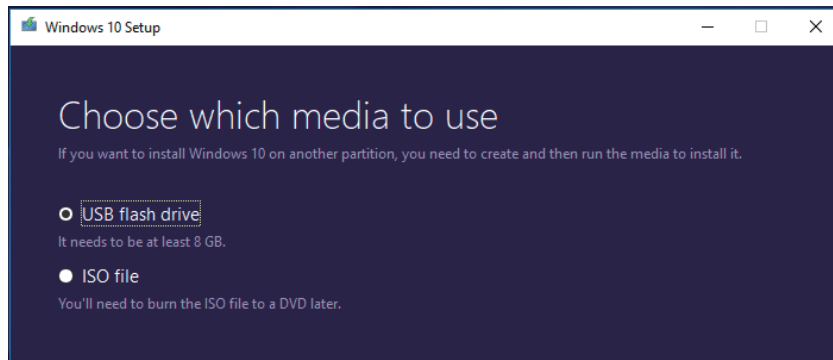 Windows 10 Setup
Choose which media to use
If you want to install Windows 10 on another partition, you need to create and then run the media to install it.
USB flash drive
It needs to be at least 8 GB.
ISO file
You'll need to burn the ISO file to a DVD later.